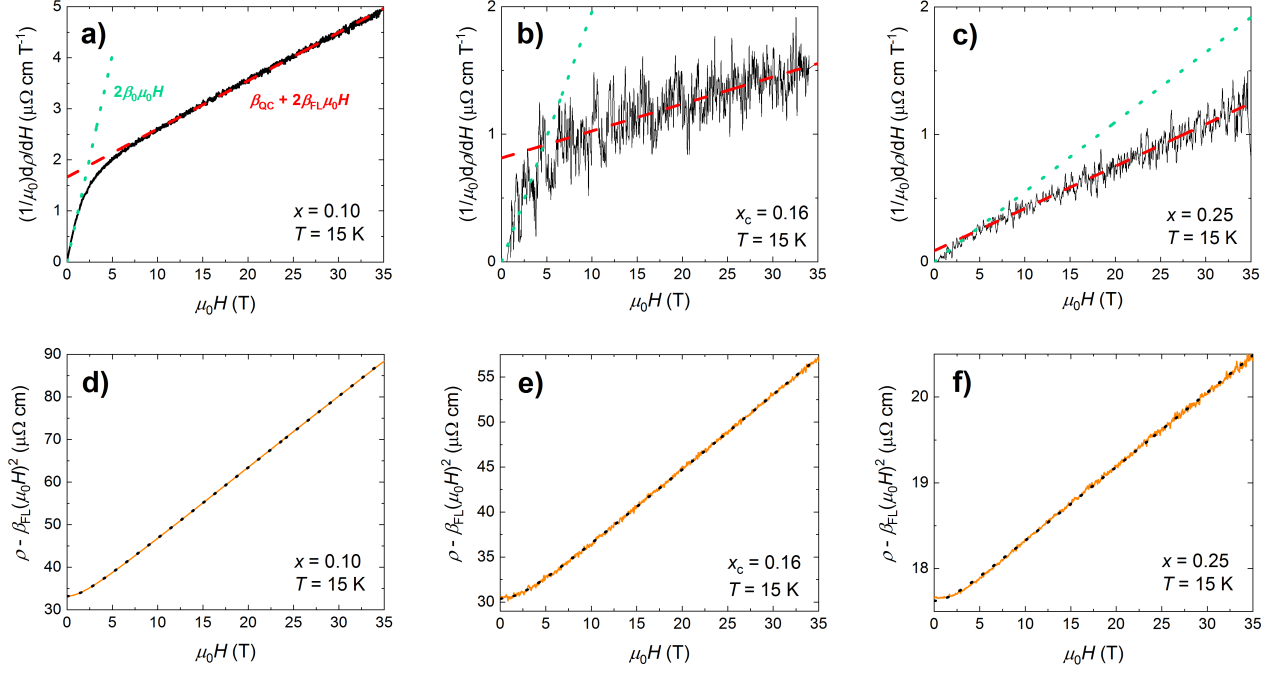 a)
5
4
3
2
1
0
(1/μ₀)dρ/dH (μΩ cm T⁻¹)
2β₀μ₀H
β_QC + 2β_FLμ₀H
x = 0.10
T = 15 K
0 5 10 15 20 25 30 35
μ₀H (T)
b)
2
1
0
(1/μ₀)dρ/dH (μΩ cm T⁻¹)
x_c = 0.16
T = 15 K
0 5 10 15 20 25 30 35
μ₀H (T)
c)
2
1
0
(1/μ₀)dρ/dH (μΩ cm T⁻¹)
x = 0.25
T = 15 K
0 5 10 15 20 25 30 35
μ₀H (T)
d)
90
80
70
60
50
40
30
ρ - β_FL(μ₀H)² (μΩ cm)
x = 0.10
T = 15 K
0 5 10 15 20 25 30 35
μ₀H (T)
e)
55
50
45
40
35
30
ρ - β_FL(μ₀H)² (μΩ cm)
x_c = 0.16
T = 15 K
0 5 10 15 20 25 30 35
μ₀H (T)
f)
20
19
18
ρ - β_FL(μ₀H)² (μΩ cm)
x = 0.25
T = 15 K
0 5 10 15 20 25 30 35
μ₀H (T)